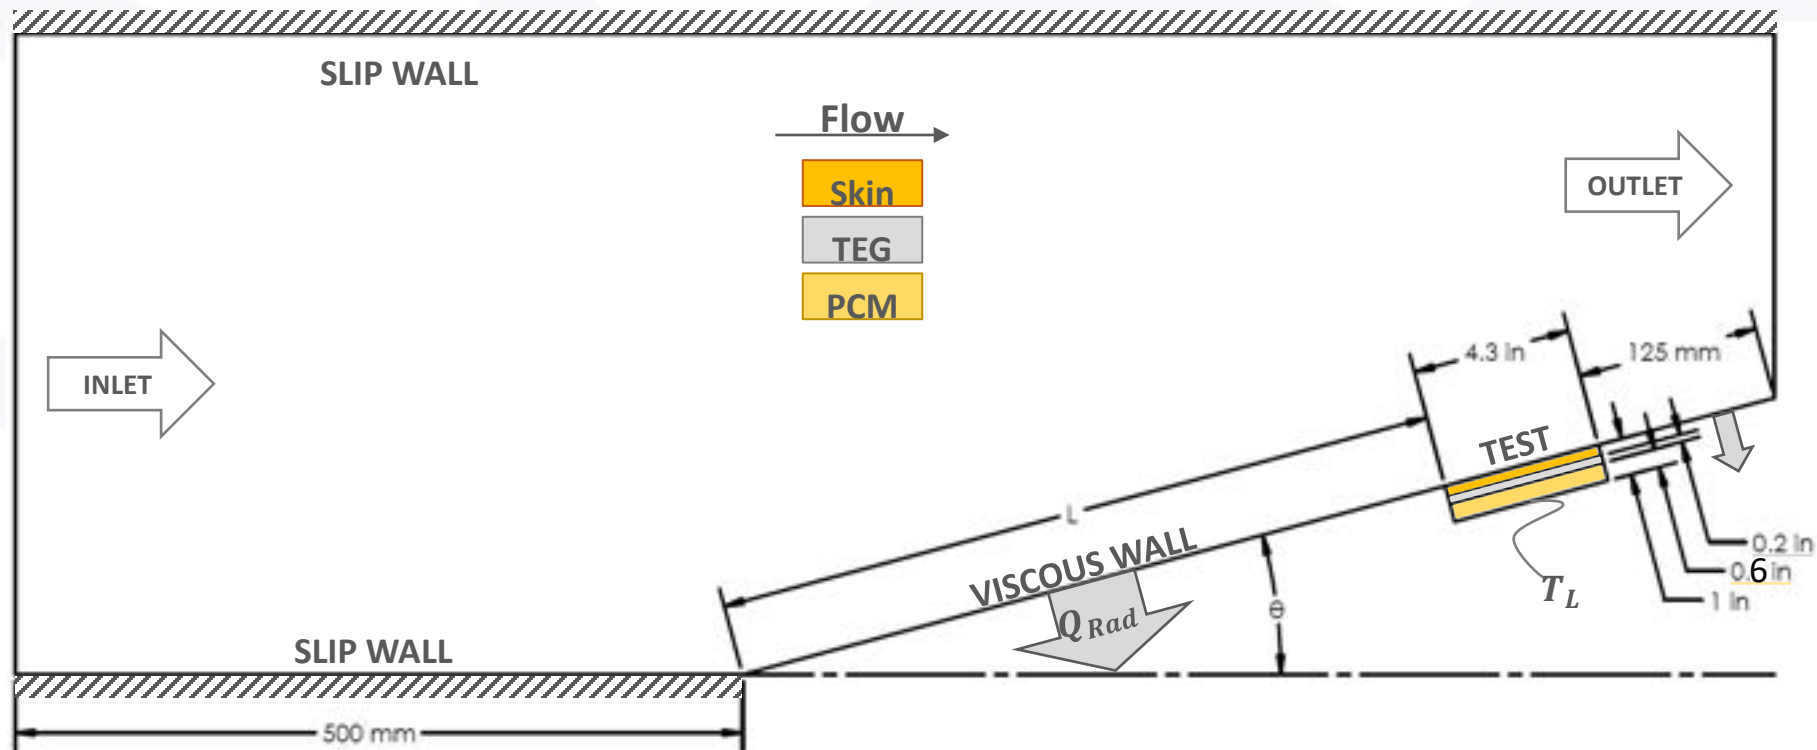 SLIP WALL
Flow
Skin
TEG
PCM
OUTLET
INLET
4.3 in
125 mm
TEST
L
VISCOUS WALL
Q Rad
θ
T L
0.2 in
0.6 in
1 in
SLIP WALL
500 mm